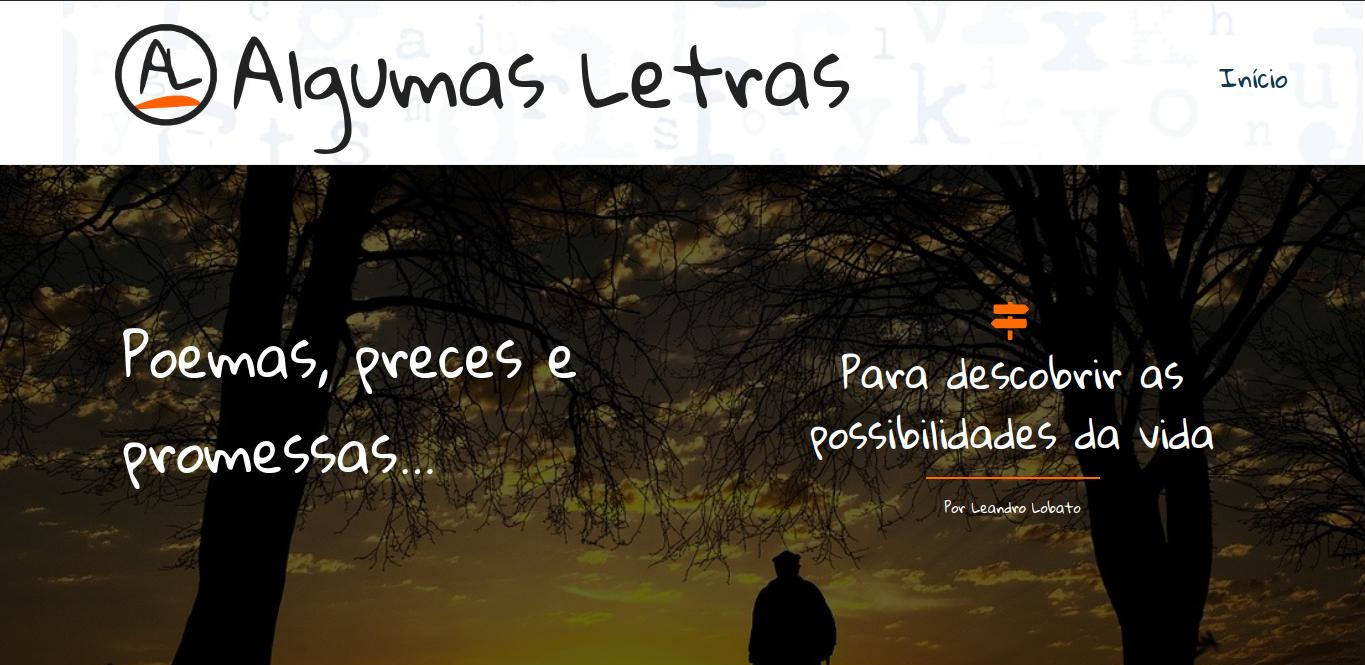 AL Algumas Letras
Início
Poemas, preces e
promessas...
Para descobrir as
possibilidades da vida
Por Leandro Lobato